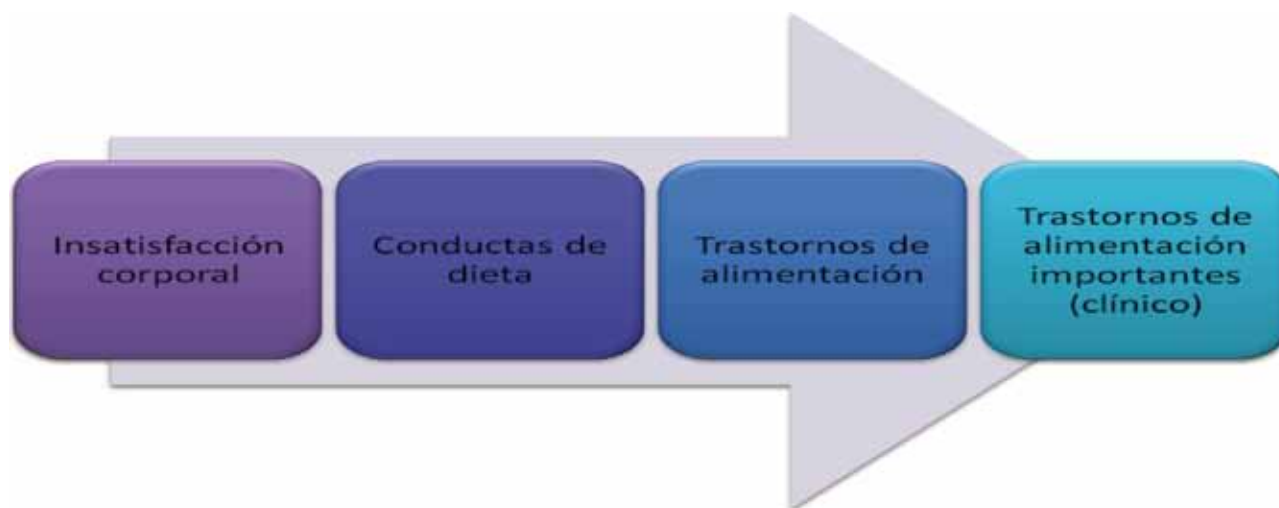 Insatisfacción
corporal
Conductas de
dieta
Trastornos de
alimentación
Trastornos de
alimentación
importantes
(clínico)